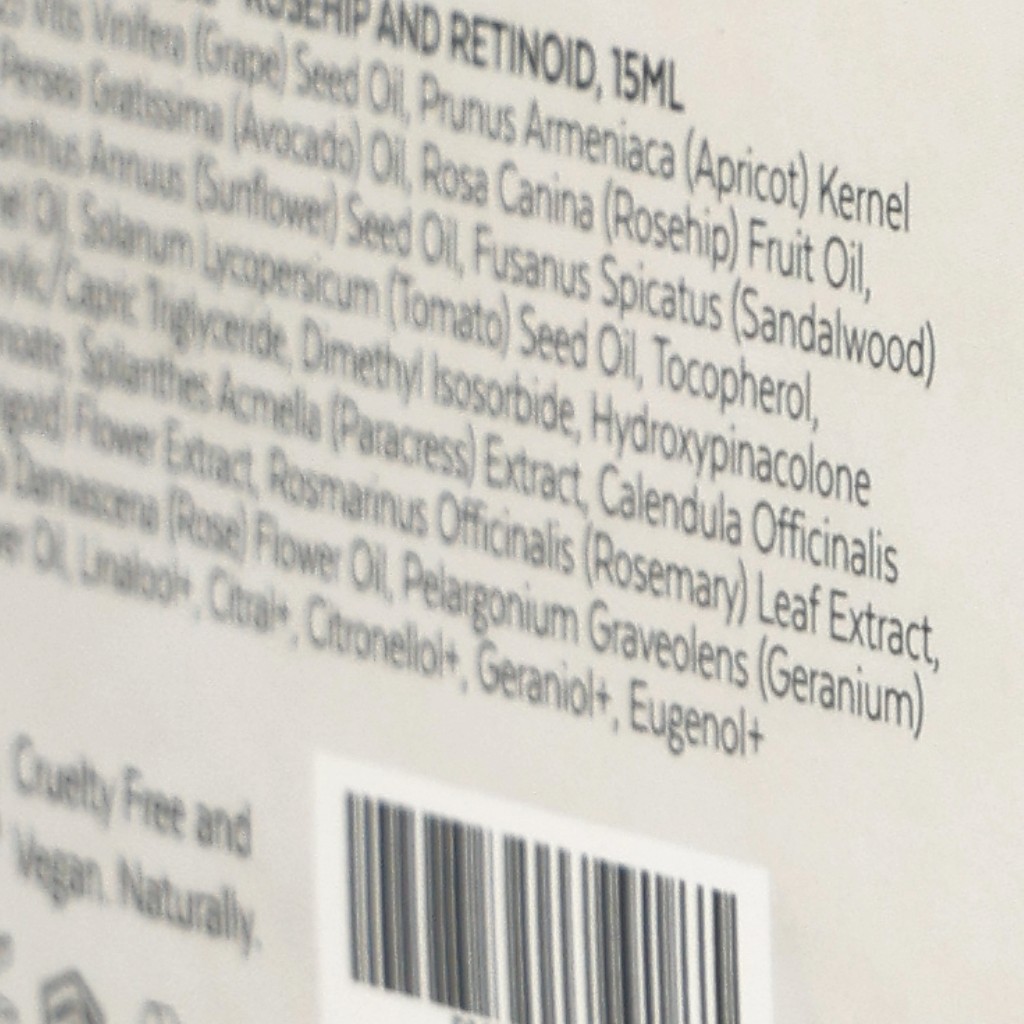 ROSEHIP AND RETINOID, 15ML
Vitis Vinifera (Grape) Seed Oil, Prunus Armeniaca (Apricot) Kernel
Persea Gratissima (Avocado) Oil, Rosa Canina (Rosehip) Fruit Oil,
Annuus (Sunflower) Seed Oil, Fusanus Spicatus (Sandalwood)
Oil, Solanum Lycopersicum (Tomato) Seed Oil, Tocopherol,
/Capric Triglyceride, Dimethyl Isosorbide, Hydroxypinacolone
Spilanthes Acmella (Paracress) Extract, Calendula Officinalis
Flower Extract, Rosmarinus Officinalis (Rosemary) Leaf Extract,
Damascena (Rose) Flower Oil, Pelargonium Graveolens (Geranium)
Oil, Linalool+, Citral+, Citronellol+, Geraniol+, Eugenol+
Cruelty Free and
Vegan. Naturally.